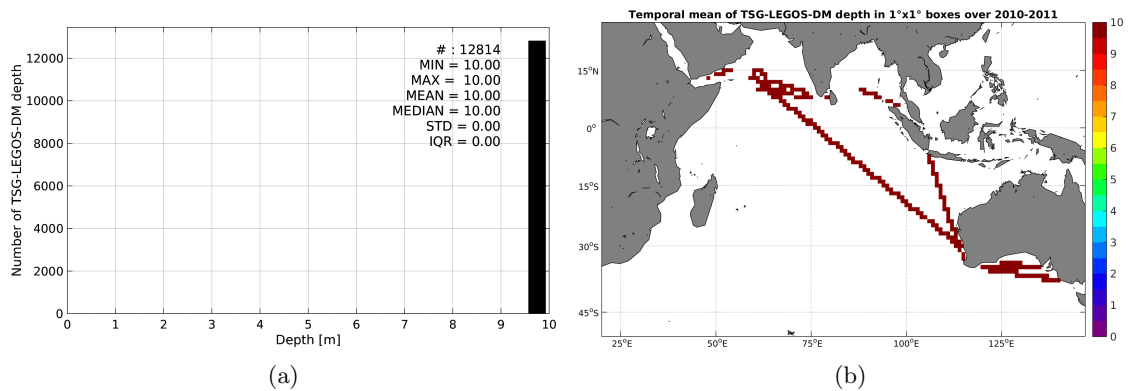 # : 12814
MIN = 10.00
MAX = 10.00
MEAN = 10.00
MEDIAN = 10.00
STD = 0.00
IQR = 0.00
Number of TSG-LEGOS-DM depth
12000
10000
8000
6000
4000
2000
0
0 1 2 3 4 5 6 7 8 9 10
Depth [m]
(a)
Temporal mean of TSG-LEGOS-DM depth in 1°x1° boxes over 2010-2011
15°N
0°
15°S
30°S
45°S
25°E 50°E 75°E 100°E 125°E
10
9
8
7
6
5
4
3
2
1
0
(b)